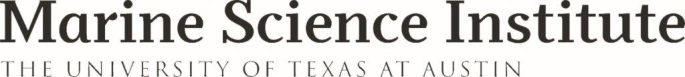 Marine Science Institute
THE UNIVERSITY OF TEXAS AT AUSTIN